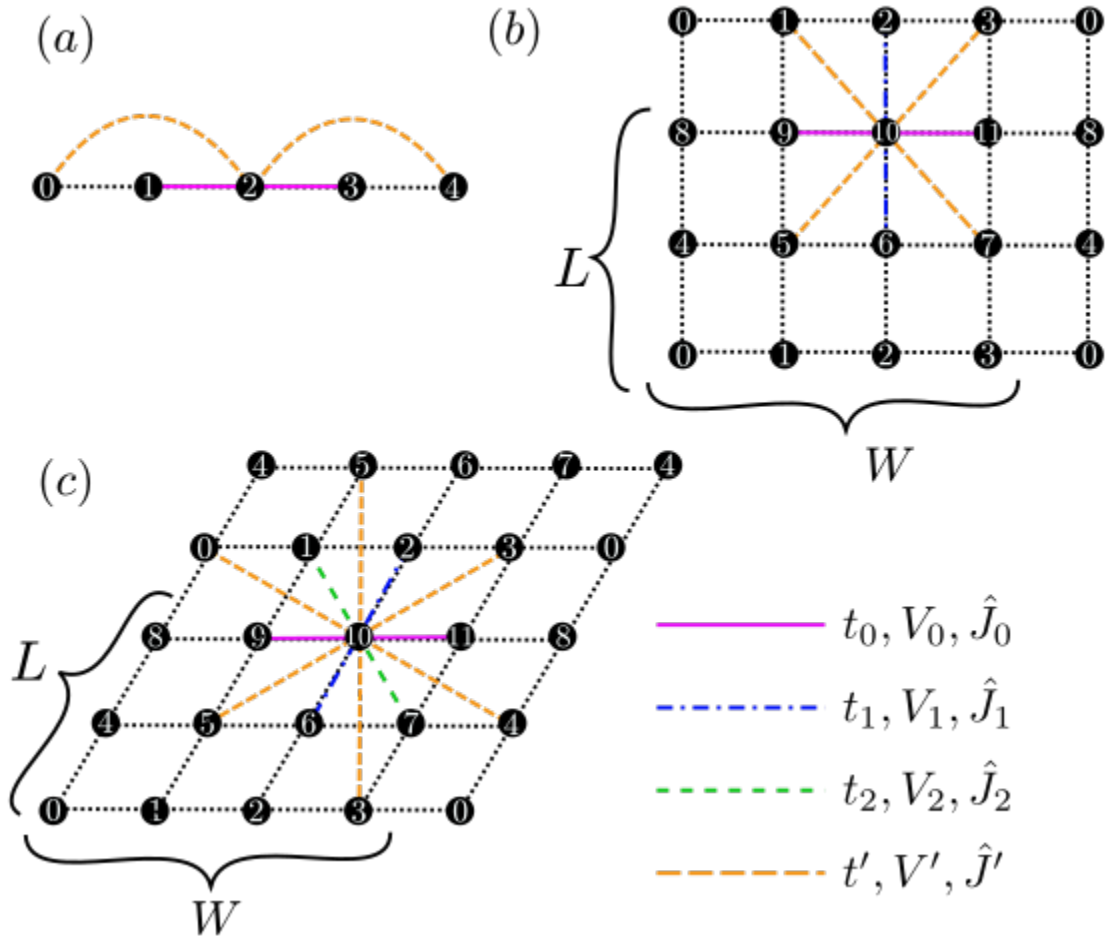 (a)
0 1 2 3 4
(b)
0 1 2 3 0
8 9 10 11 8
4 5 6 7 4
0 1 2 3 0
L
W
(c)
4 5 6 7 4
0 1 2 3 0
8 9 10 11 8
4 5 6 7 4
0 1 2 3 0
L
W
t₀, V₀, Ĵ₀
t₁, V₁, Ĵ₁
t₂, V₂, Ĵ₂
t′, V′, Ĵ′